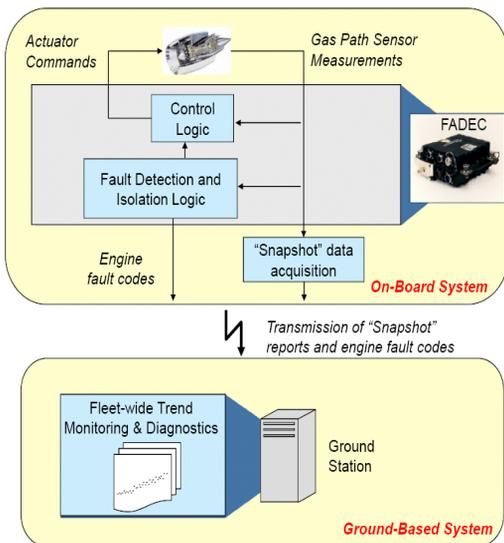 Actuator
Commands
Gas Path Sensor
Measurements
FADEC
Control
Logic
Fault Detection and
Isolation Logic
Engine
fault codes
“Snapshot” data
acquisition
On-Board System
Transmission of “Snapshot”
reports and engine fault codes
Fleet-wide Trend
Monitoring & Diagnostics
Ground
Station
Ground-Based System